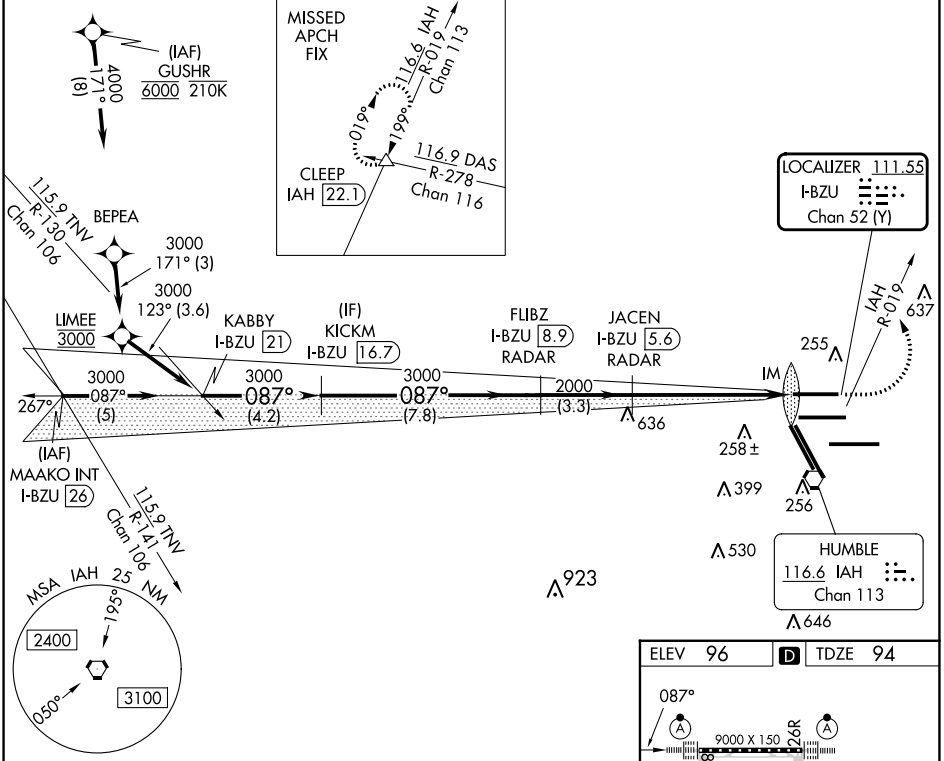 (IAF)
GUSHR
6000 210K
4000
171°
(8)
MISSED
APCH
FIX
116.6 IAH
R-019
Chan 113
019°
199°
CLEEP
IAH 22.1
116.9 DAS
R-278
Chan 116
LOCALIZER 111.55
I-BZU
Chan 52 (Y)
115.9 TNV
R-130
Chan 106
BEPEA
3000
171° (3)
3000
123° (3.6)
LIMEE
3000
KABBY
I-BZU 21
(IF)
KICKM
I-BZU 16.7
FLIBZ
I-BZU 8.9
RADAR
JACEN
I-BZU 5.6
RADAR
IAH
R-019
637
255
IM
267°
3000
087°
(5)
3000
087°
(4.2)
3000
087°
(7.8)
2000
(3.3)
636
258 ±
399
256
530
923
646
(IAF)
MAAKO INT
I-BZU 26
115.9 TNV
R-141
Chan 106
HUMBLE
116.6 IAH
Chan 113
MSA IAH 25 NM
195°
2400
3100
050°
ELEV 96 D TDZE 94
087°
A
A
9000 X 150
26R
8